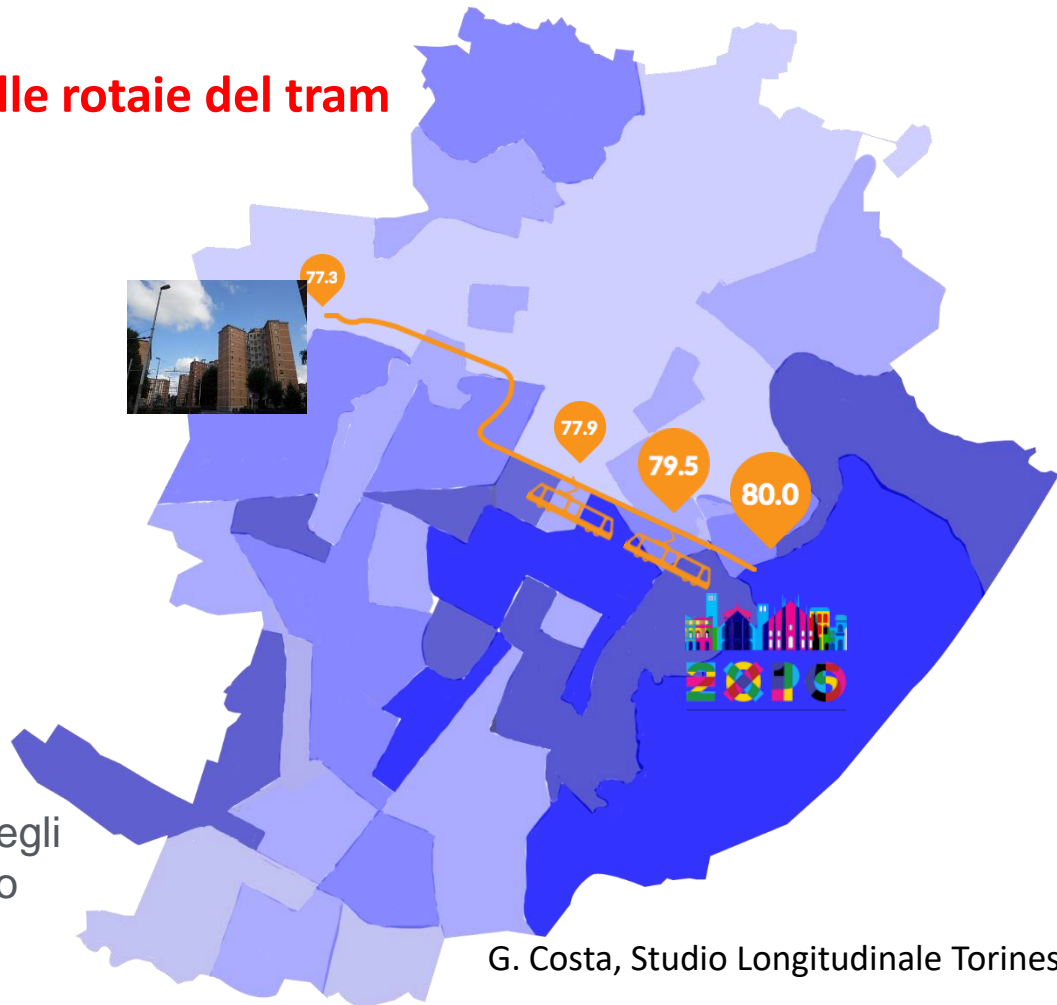 lle rotaie del tram
77.3
77.9
79.5
80.0
2015
egli
o
G. Costa, Studio Longitudinale Torines